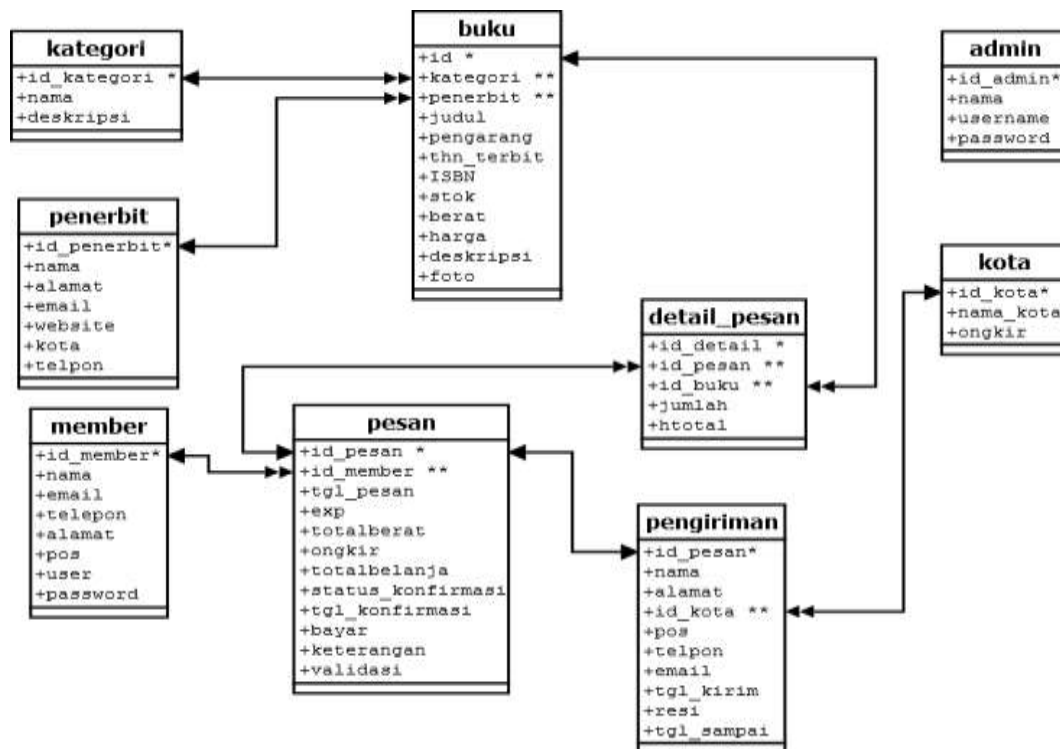 kategori
+id_kategori *
+nama
+deskripsi
buku
+id *
+kategori **
+penerbit **
+judul
+pengarang
+thn_terbit
+ISBN
+stok
+berat
+harga
+deskripsi
+foto
admin
+id_admin*
+nama
+username
+password
penerbit
+id_penerbit*
+nama
+alamat
+email
+website
+kota
+telpon
kota
+id_kota*
+nama_kota
+ongkir
detail_pesan
+id_detail *
+id_pesan **
+id_buku **
+jumlah
+htotal
member
+id_member*
+nama
+email
+telepon
+alamat
+pos
+user
+password
pesan
+id_pesan *
+id_member **
+tgl_pesan
+exp
+totalberat
+ongkir
+totalbelanja
+status_konfirmasi
+tgl_konfirmasi
+bayar
+keterangan
+validasi
pengiriman
+id_pesan*
+nama
+alamat
+id_kota **
+pos
+telpon
+email
+tgl_kirim
+resi
+tgl_sampai